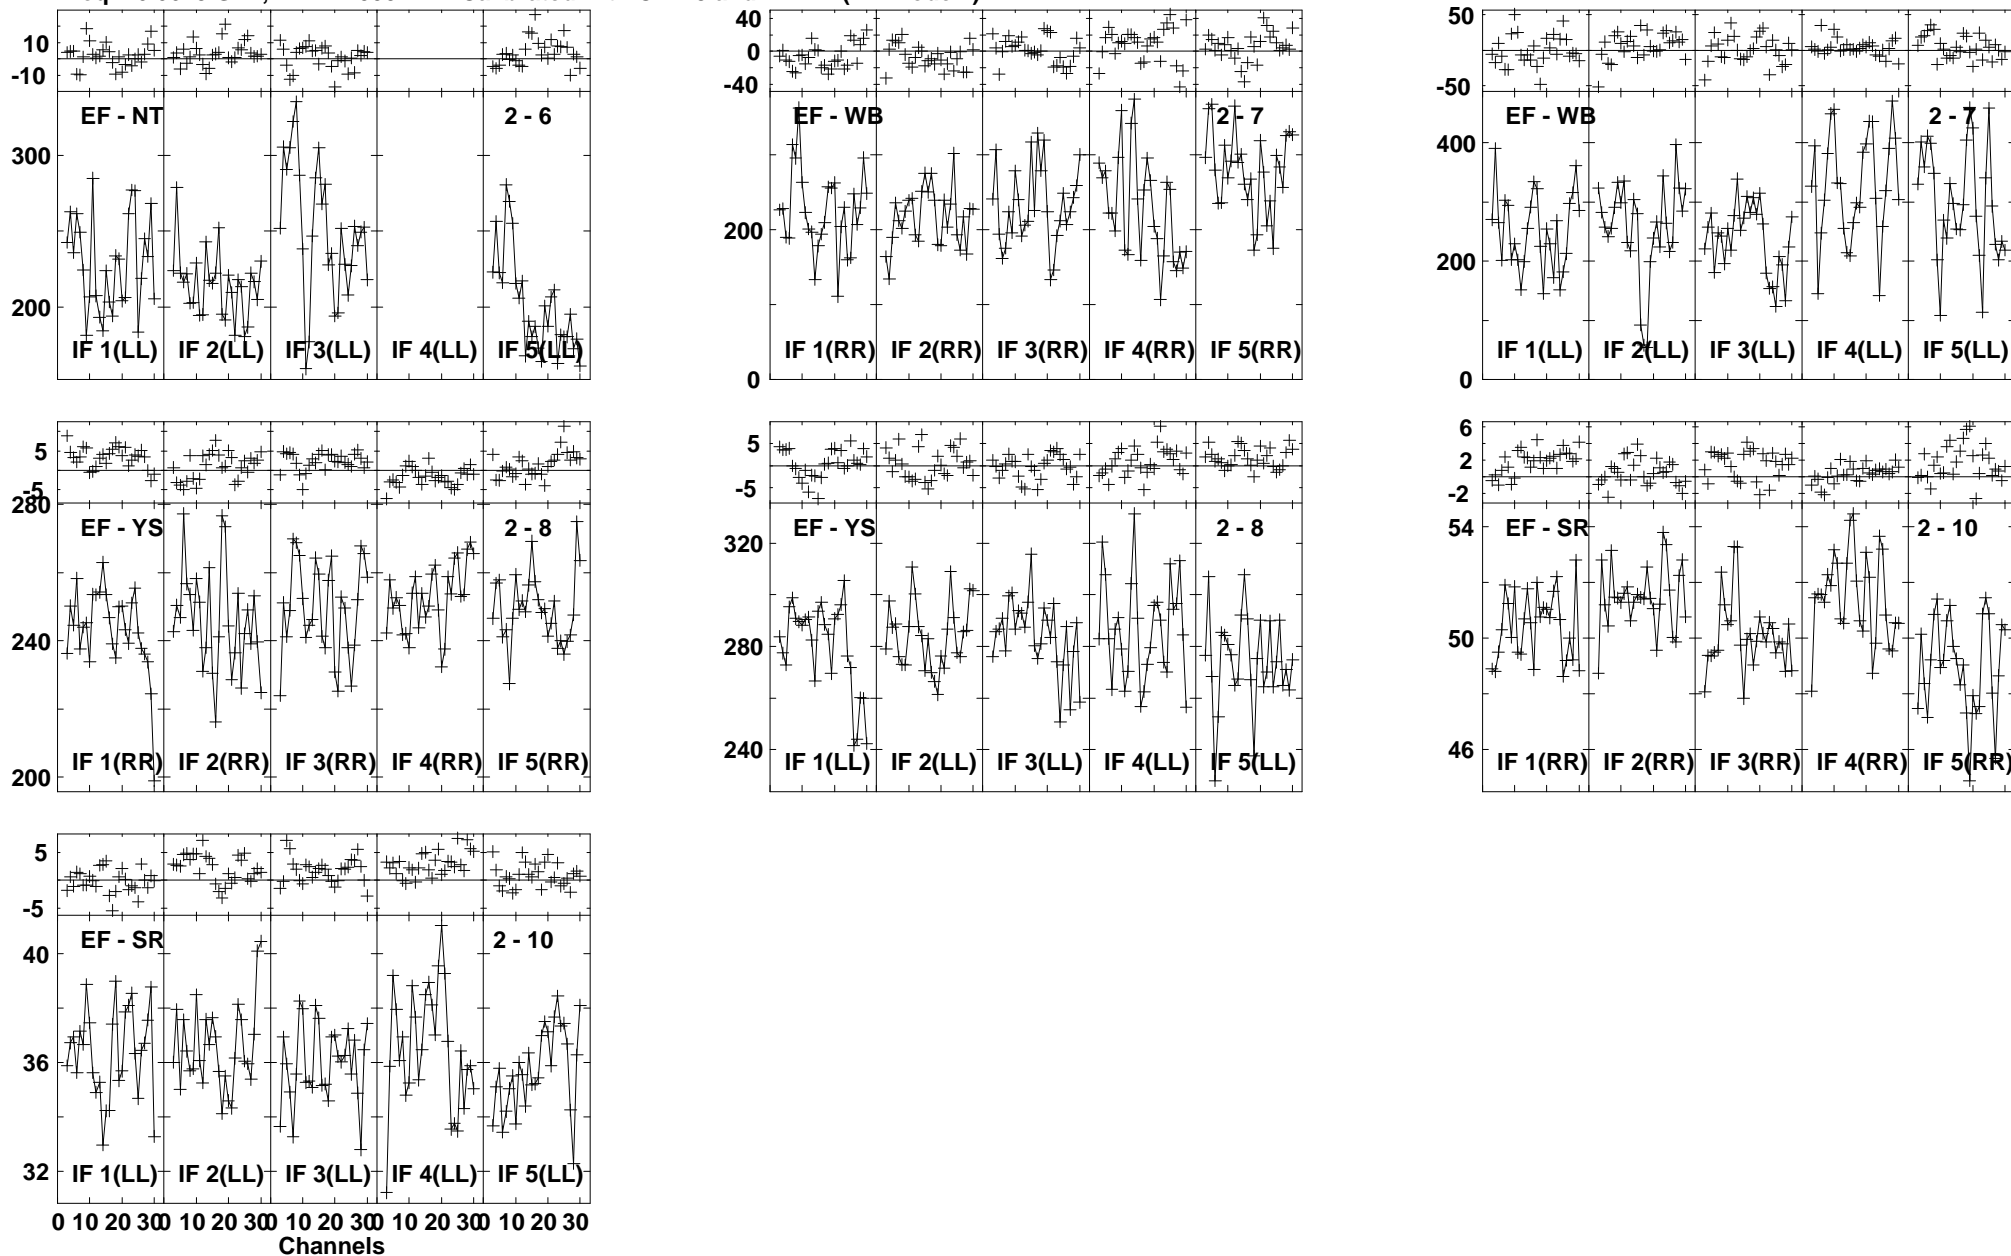 10
-10
EF - NT
2 - 6
300
200
IF 1(LL) IF 2(LL) IF 3(LL) IF 4(LL) IF 5(LL)
40
0
-40
EF - WB
2 - 7
200
0
IF 1(RR) IF 2(RR) IF 3(RR) IF 4(RR) IF 5(RR)
50
0
-50
EF - WB
2 - 7
400
200
0
IF 1(LL) IF 2(LL) IF 3(LL) IF 4(LL) IF 5(LL)
5
-5
280
EF - YS
2 - 8
240
200
IF 1(RR) IF 2(RR) IF 3(RR) IF 4(RR) IF 5(RR)
5
-5
EF - YS
2 - 8
320
280
240
IF 1(LL) IF 2(LL) IF 3(LL) IF 4(LL) IF 5(LL)
6
2
-2
EF - SR
2 - 10
54
50
46
IF 1(RR) IF 2(RR) IF 3(RR) IF 4(RR) IF 5(RR)
5
-5
EF - SR
2 - 10
40
36
32
IF 1(LL) IF 2(LL) IF 3(LL) IF 4(LL) IF 5(LL)
0 10 20 30 0 10 20 30 0 10 20 30 0 10 20 30 0 10 20 30
Channels